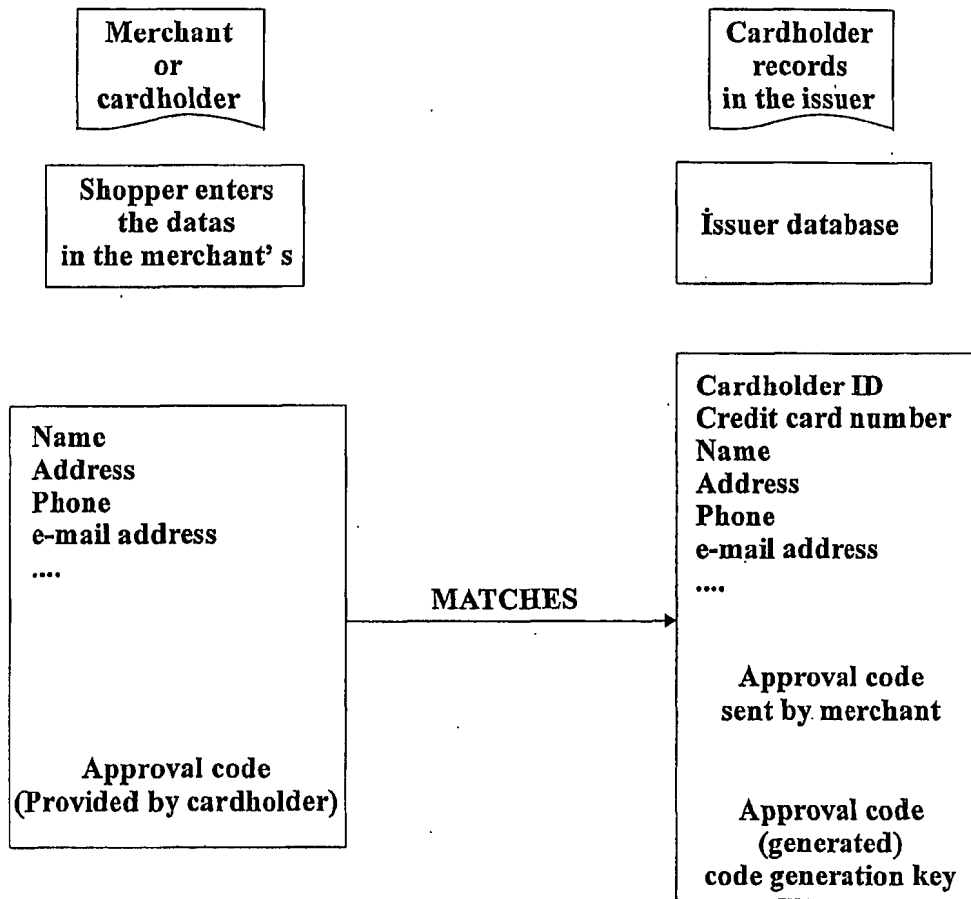 Merchant
or
cardholder
Cardholder
records
in the issuer
Shopper enters
the datas
in the merchant' s
İssuer database
Name
Address
Phone
e-mail address
....
Approval code
(Provided by cardholder)
MATCHES
Cardholder ID
Credit card number
Name
Address
Phone
e-mail address
....
Approval code
sent by merchant
Approval code
(generated)
code generation key